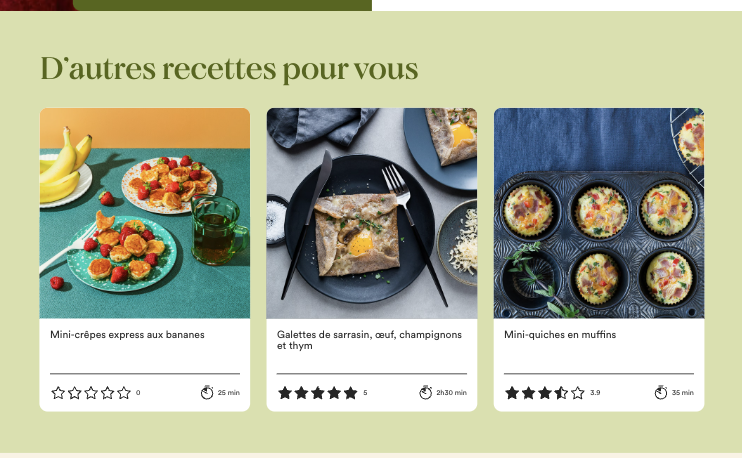 D'autres recettes pour vous
Mini-crêpes express aux bananes
0
25 min
Galettes de sarrasin, œuf, champignons
et thym
5
2h30 min
Mini-quiches en muffins
3.9
35 min